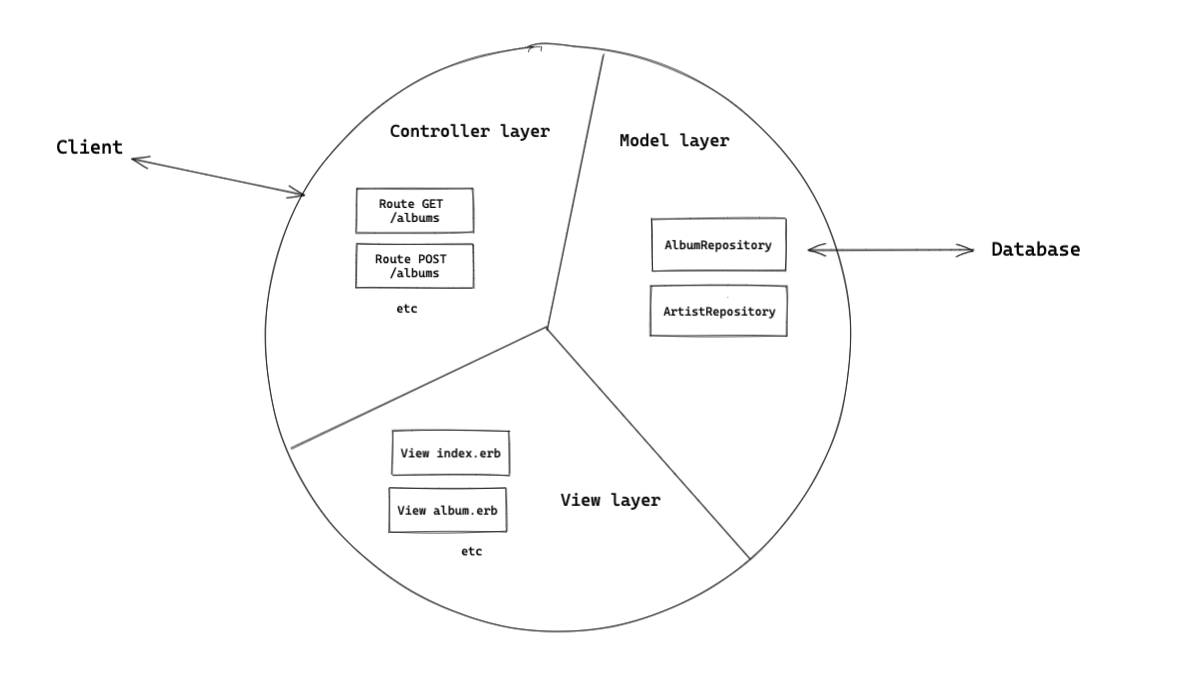 Client
Controller layer
Route GET
/albums
Route POST
/albums
etc
Model layer
AlbumRepository
ArtistRepository
Database
View index.erb
View album.erb
etc
View layer